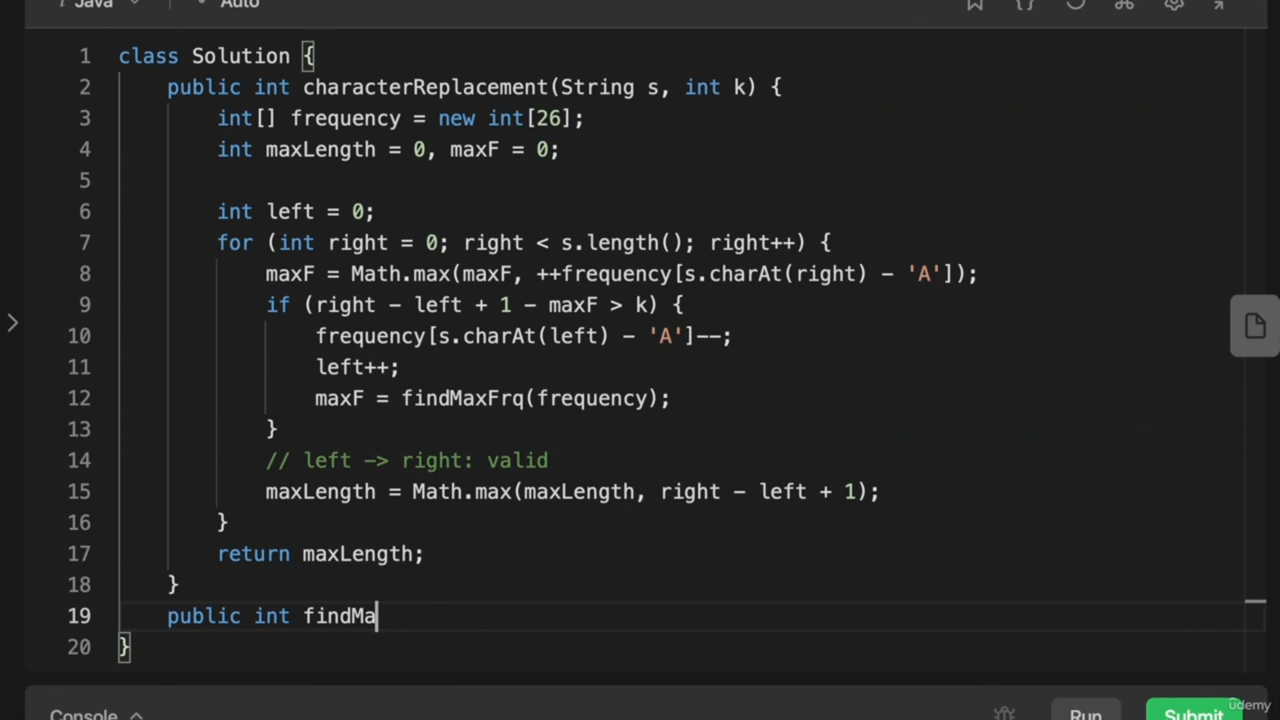 Java Auto
1 class Solution {
2 public int characterReplacement(String s, int k) {
3 int[] frequency = new int[26];
4 int maxLength = 0, maxF = 0;
5
6 int left = 0;
7 for (int right = 0; right < s.length(); right++) {
8 maxF = Math.max(maxF, ++frequency[s.charAt(right) - 'A']);
9 if (right - left + 1 - maxF > k) {
10 frequency[s.charAt(left) - 'A']--;
11 left++;
12 maxF = findMaxFrq(frequency);
13 }
14 // left -> right: valid
15 maxLength = Math.max(maxLength, right - left + 1);
16 }
17 return maxLength;
18 }
19 public int findMa
20 }
Console Run Submit
udemy